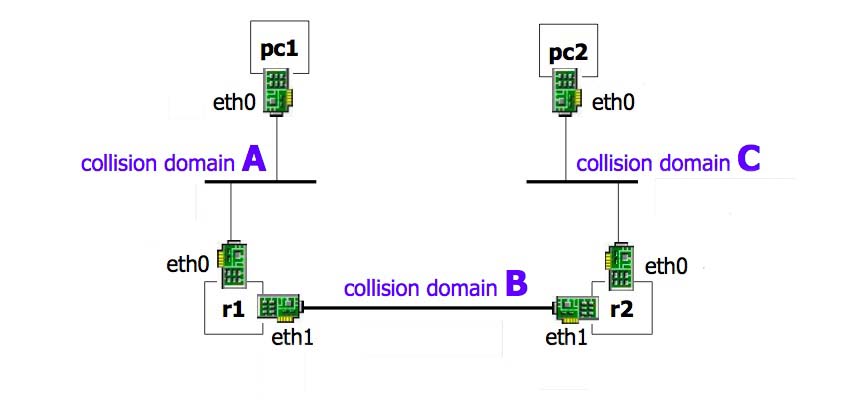 pc1
pc2
eth0
eth0
collision domain A
collision domain C
eth0
eth0
collision domain B
r1
r2
eth1
eth1